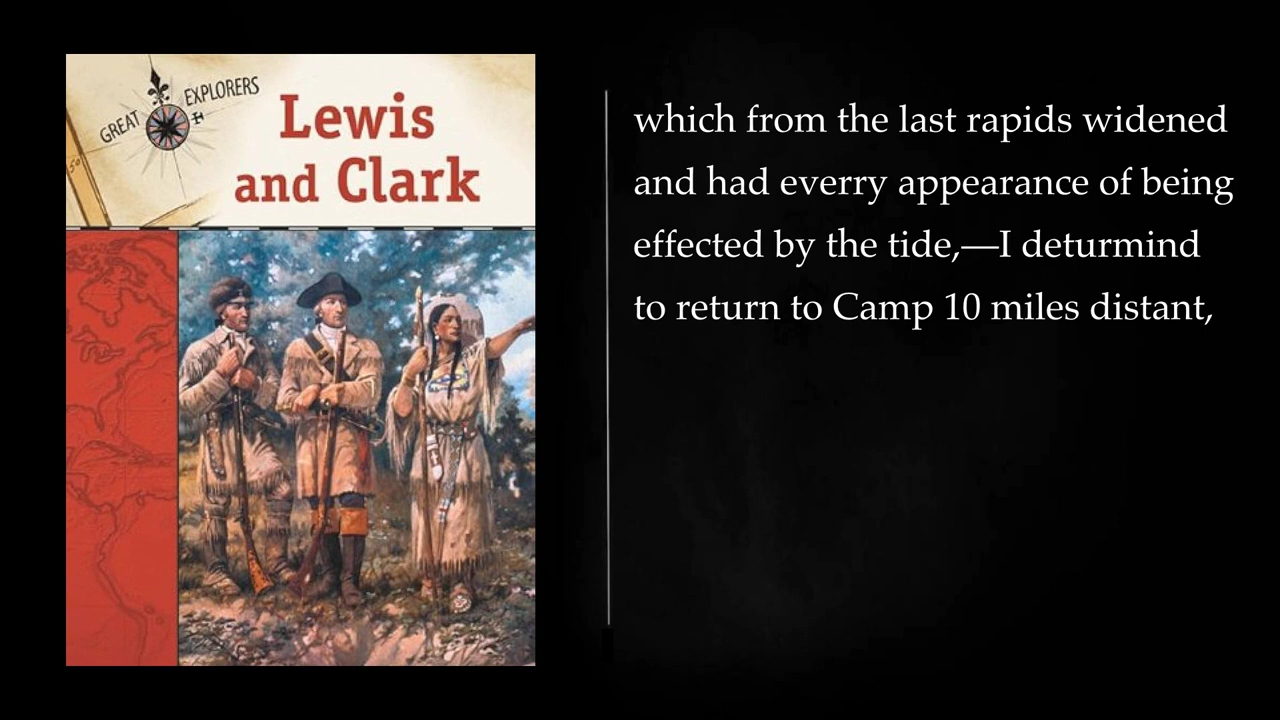 GREAT EXPLORERS
Lewis
and Clark
50
which from the last rapids widened
and had everry appearance of being
effected by the tide,—I deturmind
to return to Camp 10 miles distant,